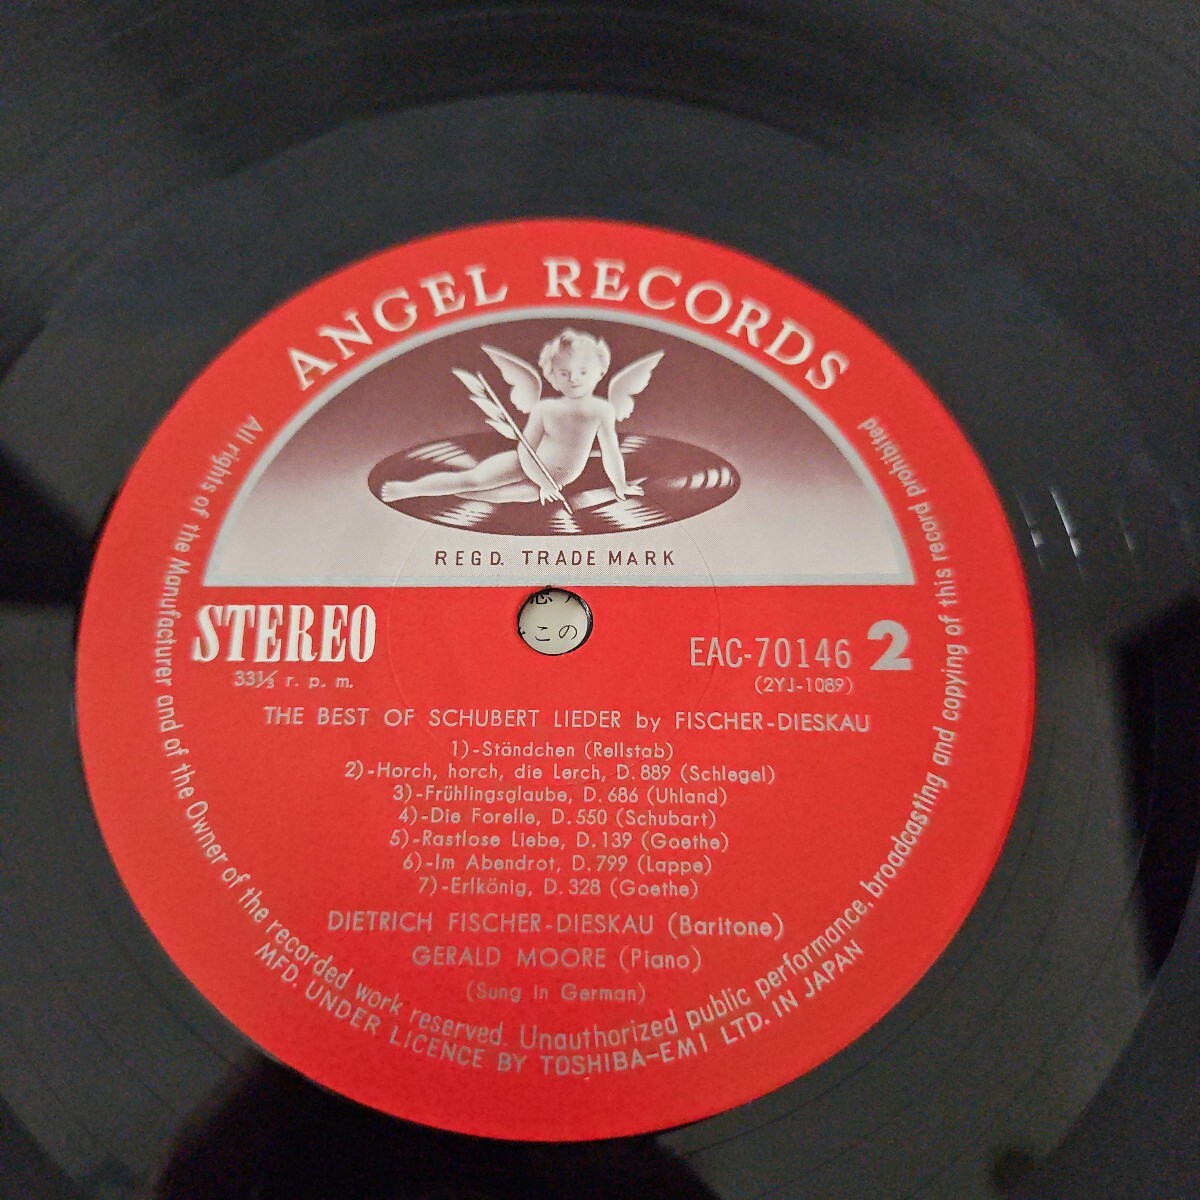 ANGEL RECORDS
REGD. TRADE MARK
この
STEREO
33⅓ r. p. m.
EAC-70146 2
(2YJ-1089)
THE BEST OF SCHUBERT LIEDER by FISCHER-DIESKAU
1)-Ständchen (Rellstab)
2)-Horch, horch, die Lerch, D. 889 (Schlegel)
3)-Frühlingsglaube, D. 686 (Uhland)
4)-Die Forelle, D. 550 (Schubart)
5)-Rastlose Liebe, D. 139 (Goethe)
6)-Im Abendrot, D. 799 (Lappe)
7)-Erlkönig, D. 328 (Goethe)
DIETRICH FISCHER-DIESKAU (Baritone)
GERALD MOORE (Piano)
(Sung in German)
All rights of the Manufacturer and of the Owner of the recorded work reserved. Unauthorized public performance, broadcasting and copying of this record prohibited
MFD. UNDER LICENCE BY TOSHIBA-EMI LTD. IN JAPAN